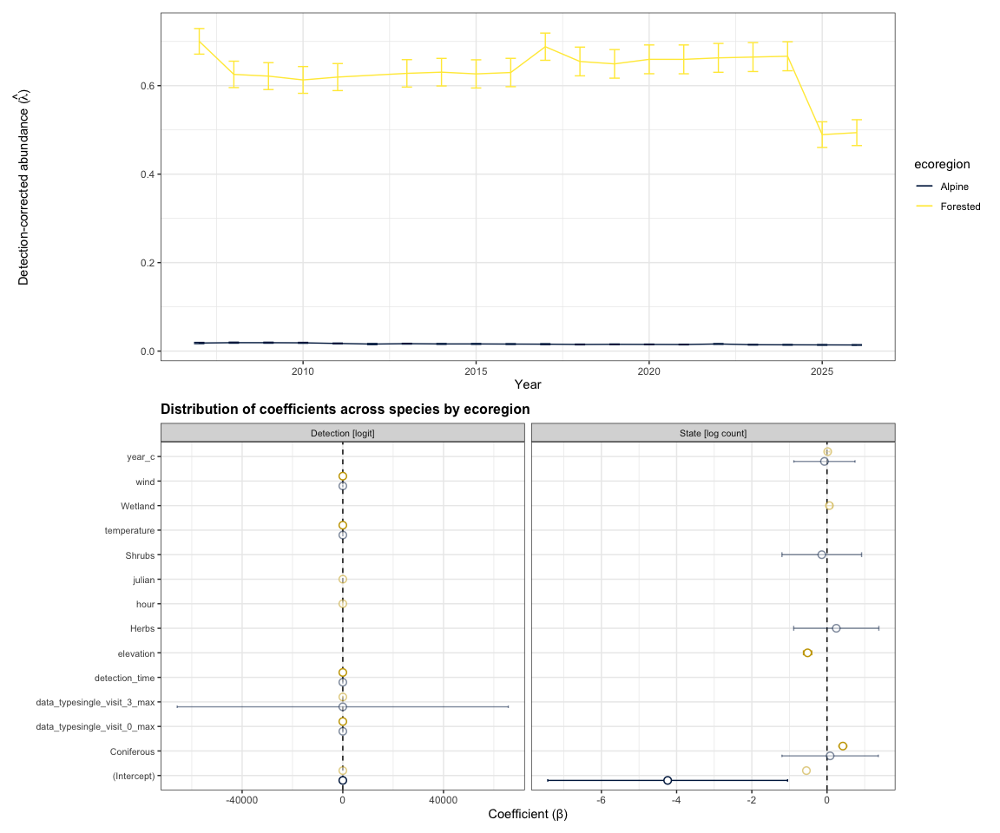 Detection-corrected abundance (λ̂)
0.6
0.4
0.2
0.0
2010
2015
2020
2025
Year
ecoregion
Alpine
Forested
Distribution of coefficients across species by ecoregion
Detection [logit]
State [log count]
year_c
wind
Wetland
temperature
Shrubs
julian
hour
Herbs
elevation
detection_time
data_typesingle_visit_3_max
data_typesingle_visit_0_max
Coniferous
(Intercept)
-40000
0
40000
-6
-4
-2
0
Coefficient (β)